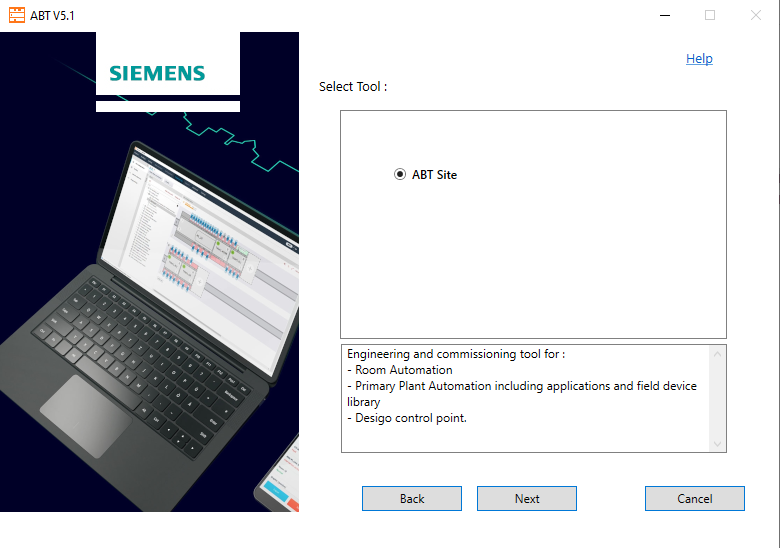 ABT V5.1
SIEMENS
Help
Select Tool :
ABT Site
Engineering and commissioning tool for :
- Room Automation
- Primary Plant Automation including applications and field device
library
- Desigo control point.
Back
Next
Cancel